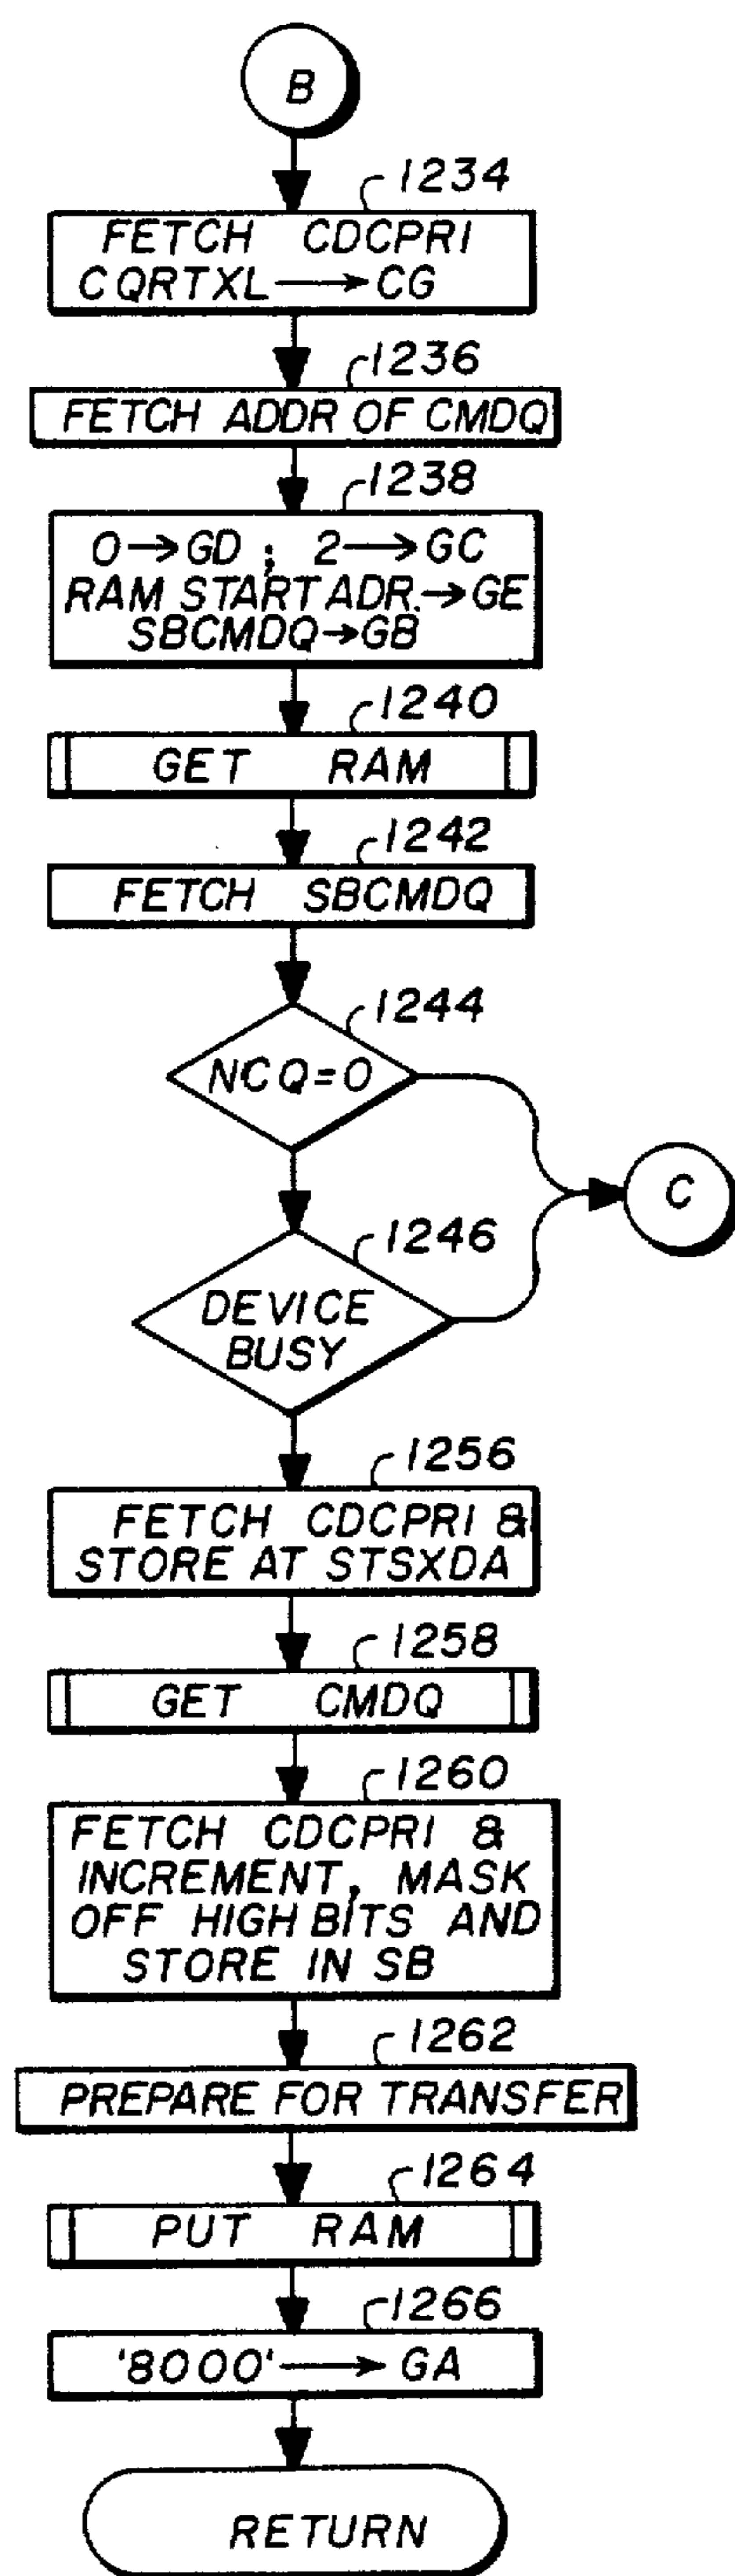 B
1234
FETCH CDCPRI
CQRTXL→CG
1236
FETCH ADDR OF CMDQ
1238
0→GD ; 2→GC
RAM START ADR.→GE
SBCMDQ→GB
1240
GET RAM
1242
FETCH SBCMDQ
1244
NCQ=0
C
1246
DEVICE
BUSY
1256
FETCH CDCPRI &
STORE AT STSXDA
1258
GET CMDQ
1260
FETCH CDCPRI &
INCREMENT, MASK
OFF HIGH BITS AND
STORE IN SB
1262
PREPARE FOR TRANSFER
1264
PUT RAM
1266
'8000'→GA
RETURN